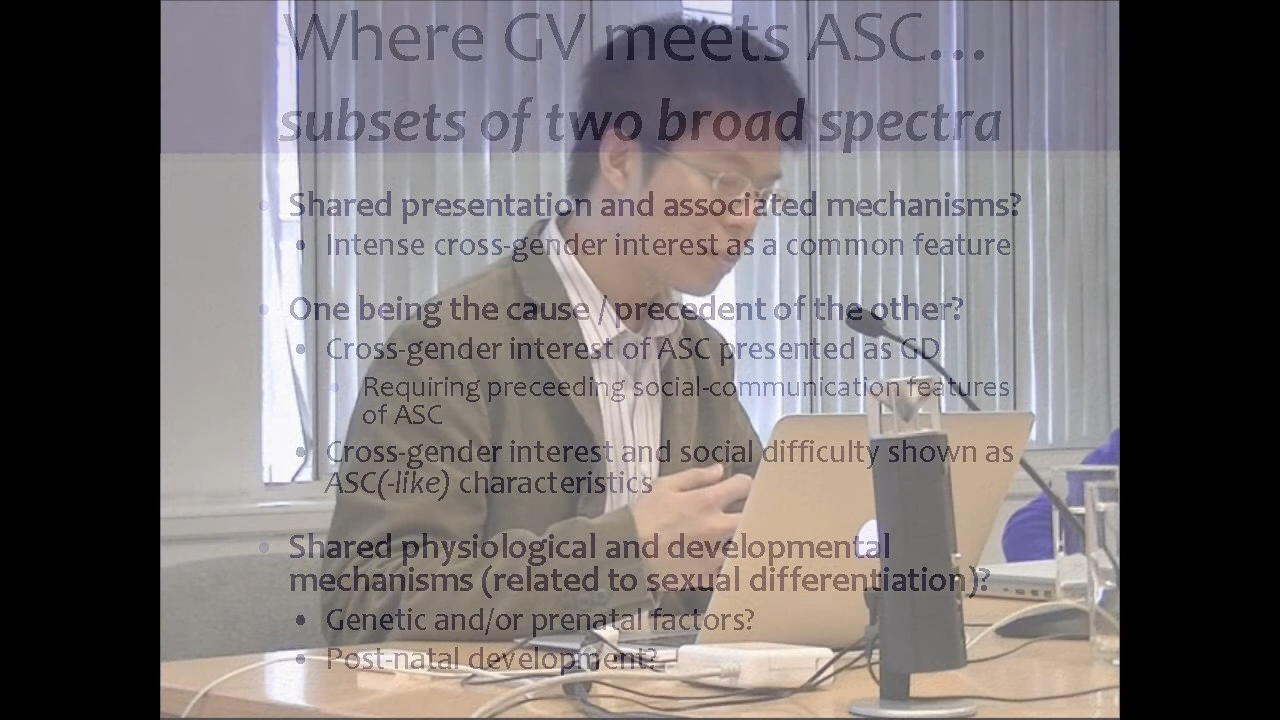 Where GV meets ASC...
subsets of two broad spectra
• Shared presentation and associated mechanisms?
• Intense cross-gender interest as a common feature
• One being the cause / precedent of the other?
• Cross-gender interest of ASC presented as GD
• Requiring preceeding social-communication features
of ASC
• Cross-gender interest and social difficulty shown as
ASC(-like) characteristics
• Shared physiological and developmental
mechanisms (related to sexual differentiation)?
• Genetic and/or prenatal factors?
• Post-natal development?